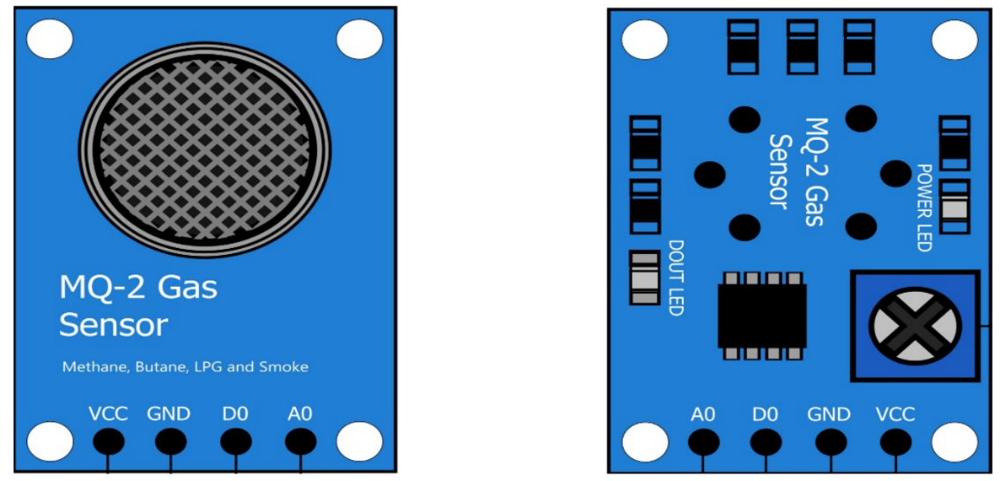 MQ-2 Gas
Sensor
Methane, Butane, LPG and Smoke
VCC GND D0 A0
MQ-2 Gas
Sensor
POWER LED
DOUT LED
A0 D0 GND VCC